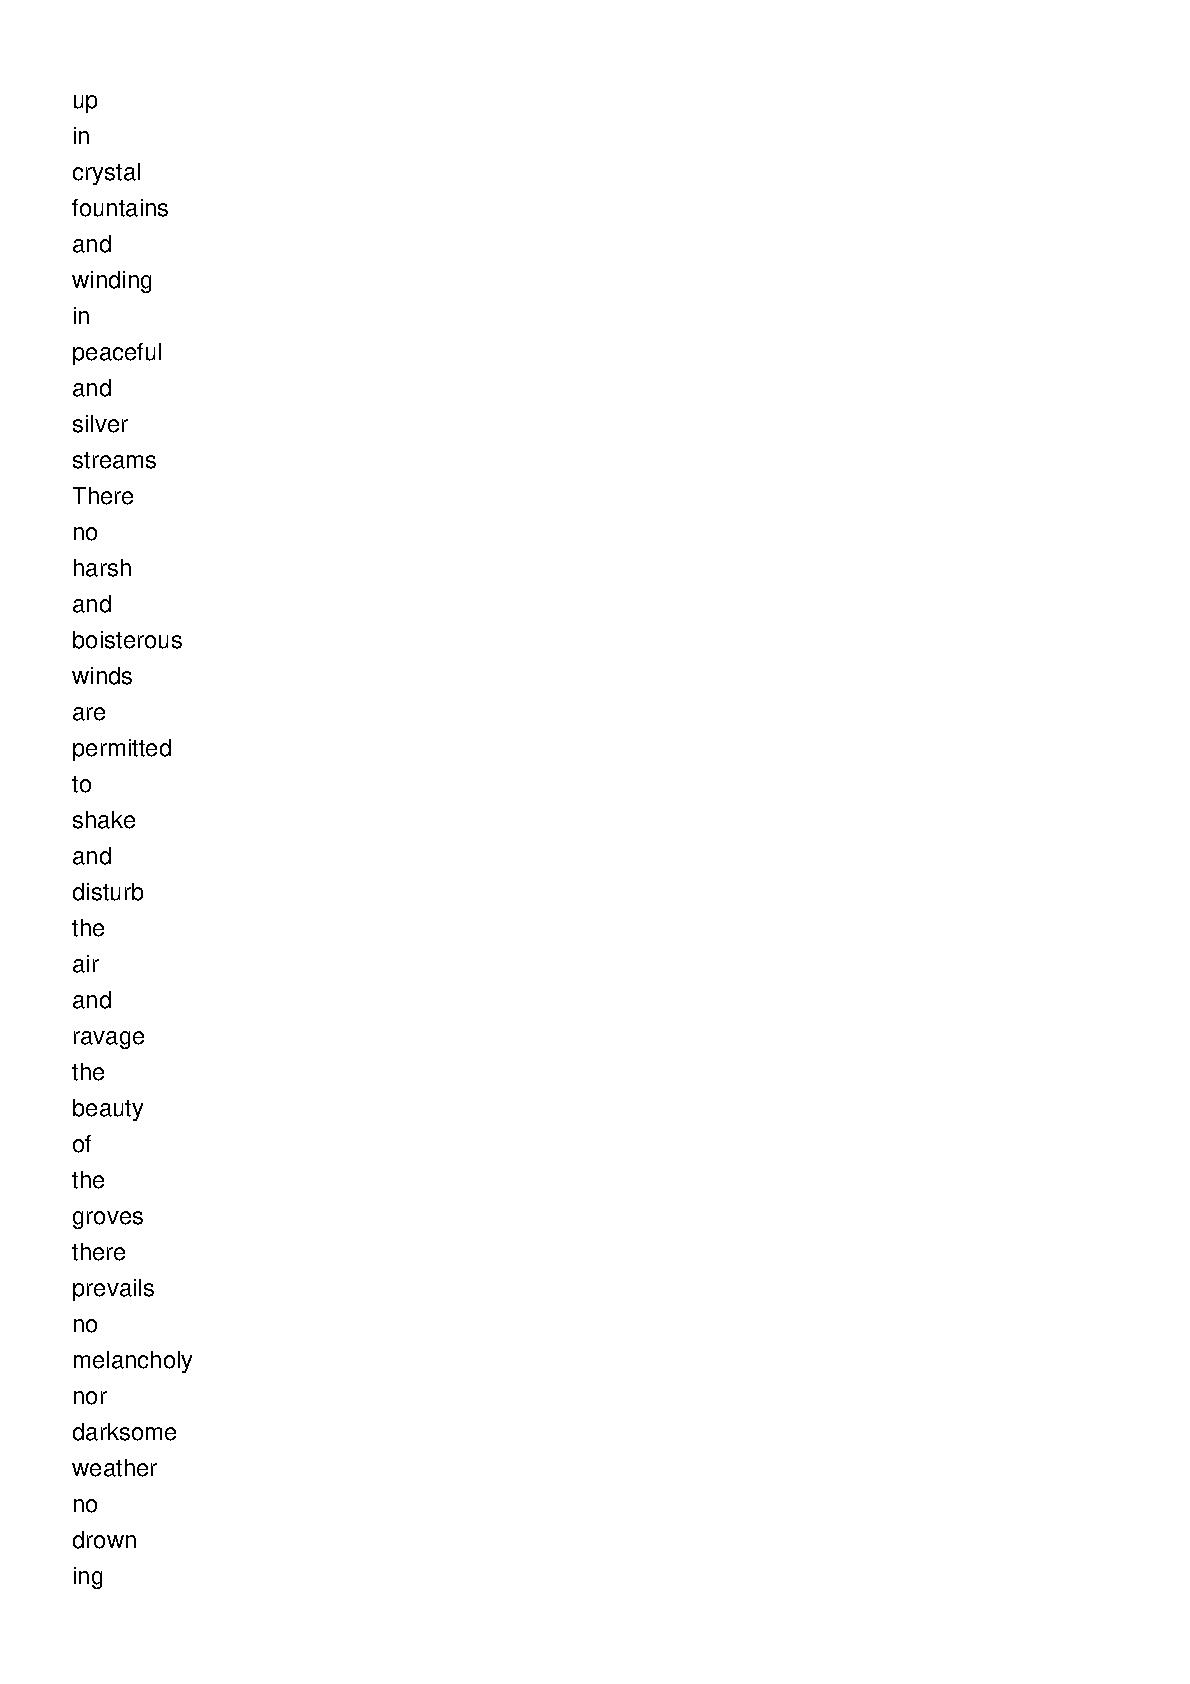 up
in
crystal
fountains
and
winding
in
peaceful
and
silver
streams
There
no
harsh
and
boisterous
winds
are
permitted
to
shake
and
disturb
the
air
and
ravage
the
beauty
of
the
groves
there
prevails
no
melancholy
nor
darksome
weather
no
drown
ing